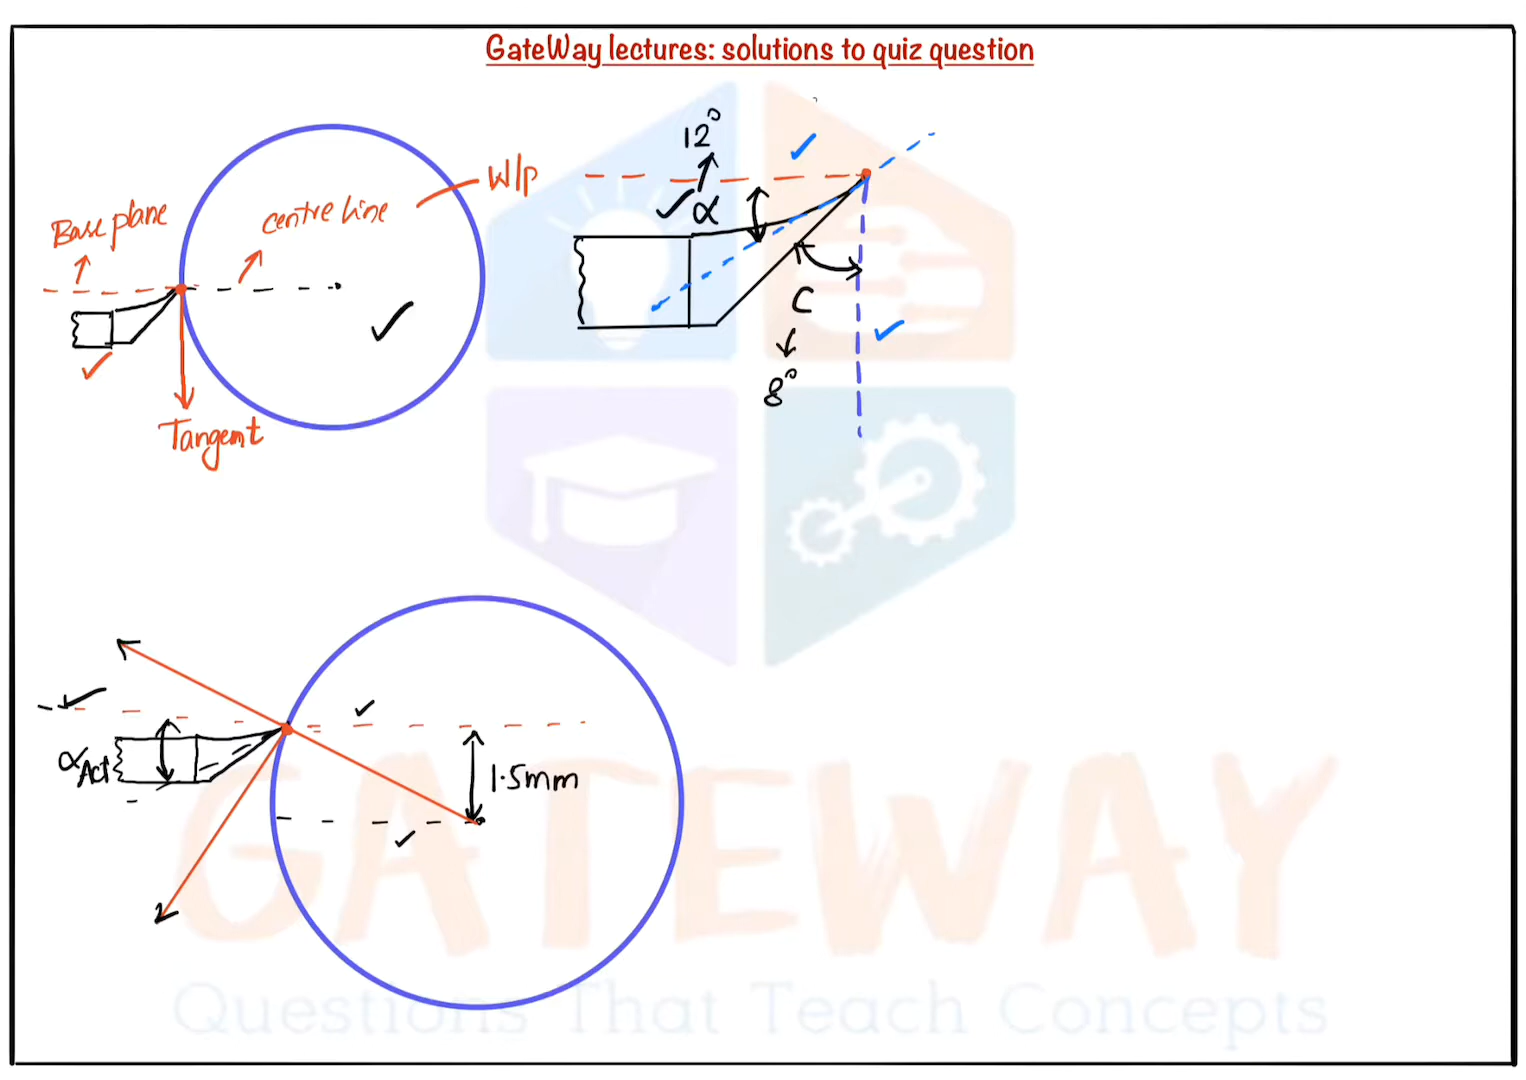 GateWay lectures: solutions to quiz question
Base plane
centre line
W/P
Tangent
12°
α
C
8°
α Act
1.5mm
GATEWAY
Questions That Teach Concepts